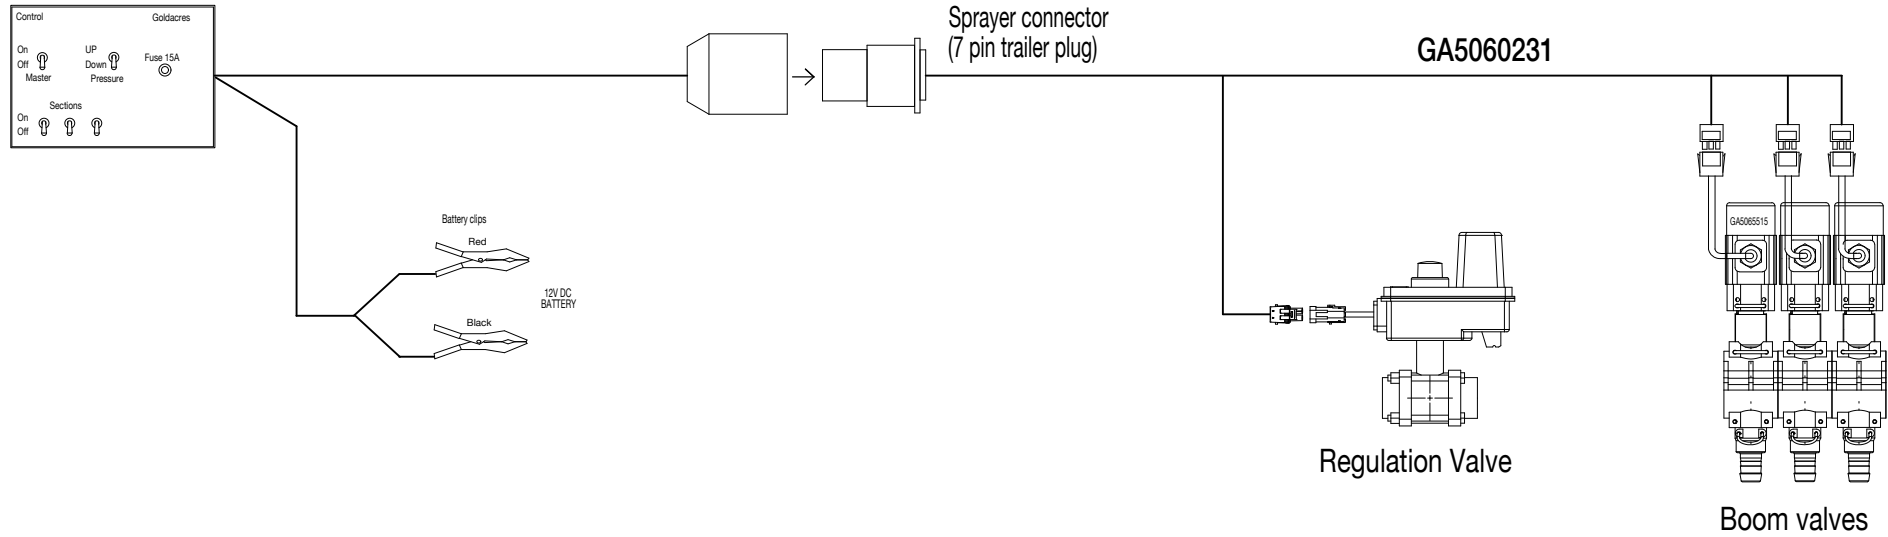 Control
Goldacres
On
Off
Master
UP
Down
Pressure
Fuse 15A
Sections
On
Off
Battery clips
Red
12V DC
BATTERY
Black
Sprayer connector
(7 pin trailer plug)
GA5060231
GA5065515
Regulation Valve
Boom valves